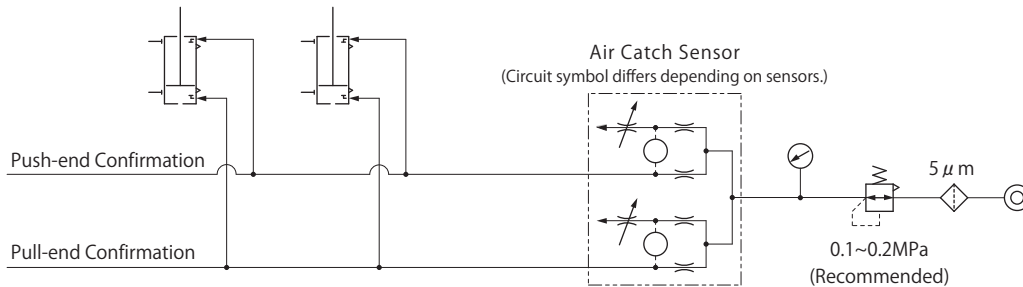 Air Catch Sensor
(Circuit symbol differs depending on sensors.)
Push-end Confirmation
5 μ m
Pull-end Confirmation
0.1~0.2MPa
(Recommended)